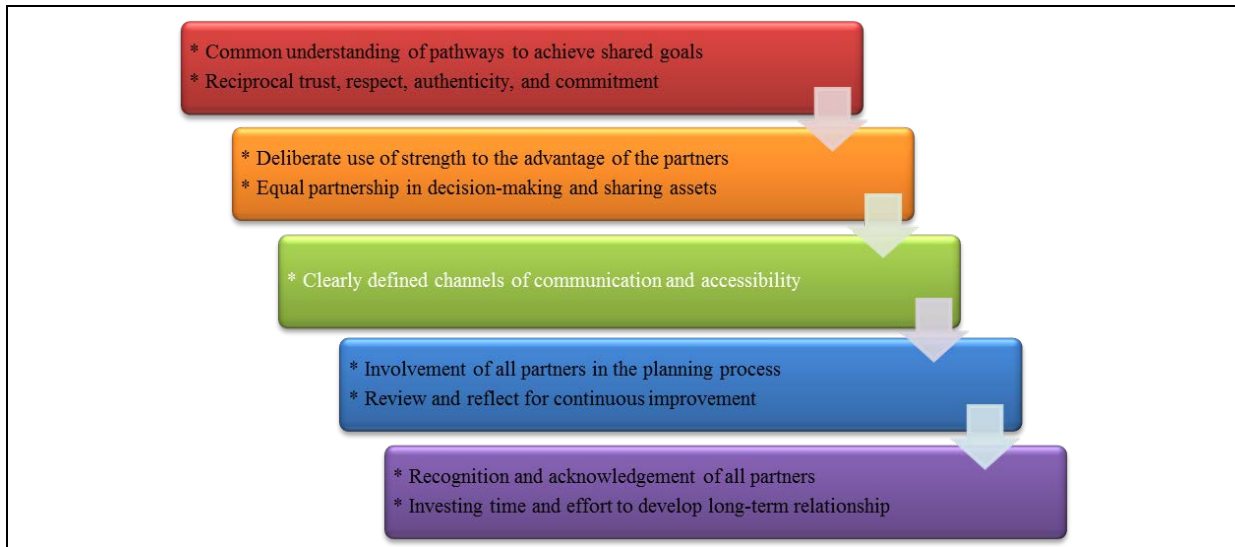 * Common understanding of pathways to achieve shared goals
* Reciprocal trust, respect, authenticity, and commitment
* Deliberate use of strength to the advantage of the partners
* Equal partnership in decision-making and sharing assets
* Clearly defined channels of communication and accessibility
* Involvement of all partners in the planning process
* Review and reflect for continuous improvement
* Recognition and acknowledgement of all partners
* Investing time and effort to develop long-term relationship